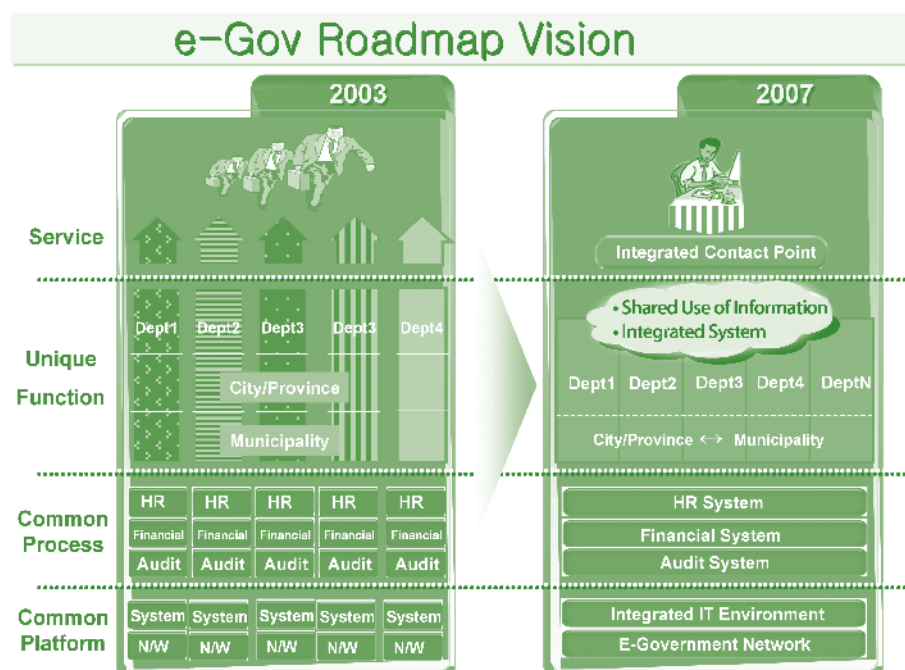 e-Gov Roadmap Vision
2003
2007
Service
Integrated Contact Point
• Shared Use of Information
• Integrated System
Unique
Function
Dept1 Dept2 Dept3 Dept3 Dept4
City/Province
Municipality
Dept1 Dept2 Dept3 Dept4 DeptN
City/Province ↔ Municipality
Common
Process
HR HR HR HR HR
Financial Financial Financial Financial Financial
Audit Audit Audit Audit Audit
HR System
Financial System
Audit System
Common
Platform
System System System System System
N/W N/W N/W N/W N/W
Integrated IT Environment
E-Government Network